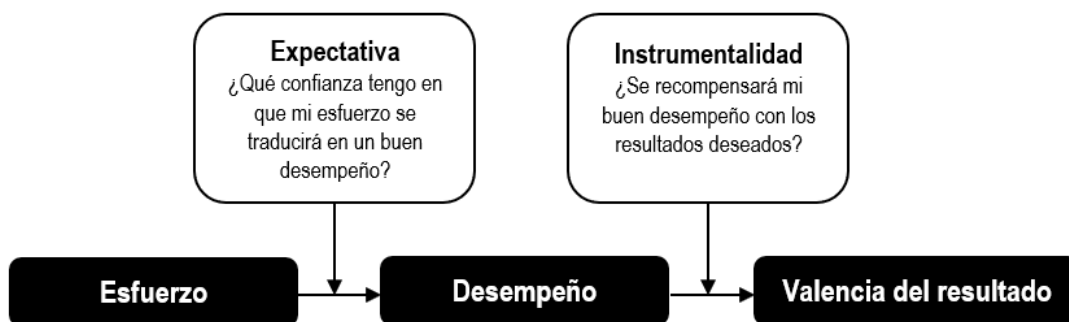 Expectativa
¿Qué confianza tengo en
que mi esfuerzo se
traducirá en un buen
desempeño?
Instrumentalidad
¿Se recompensará mi
buen desempeño con los
resultados deseados?
Esfuerzo
Desempeño
Valencia del resultado